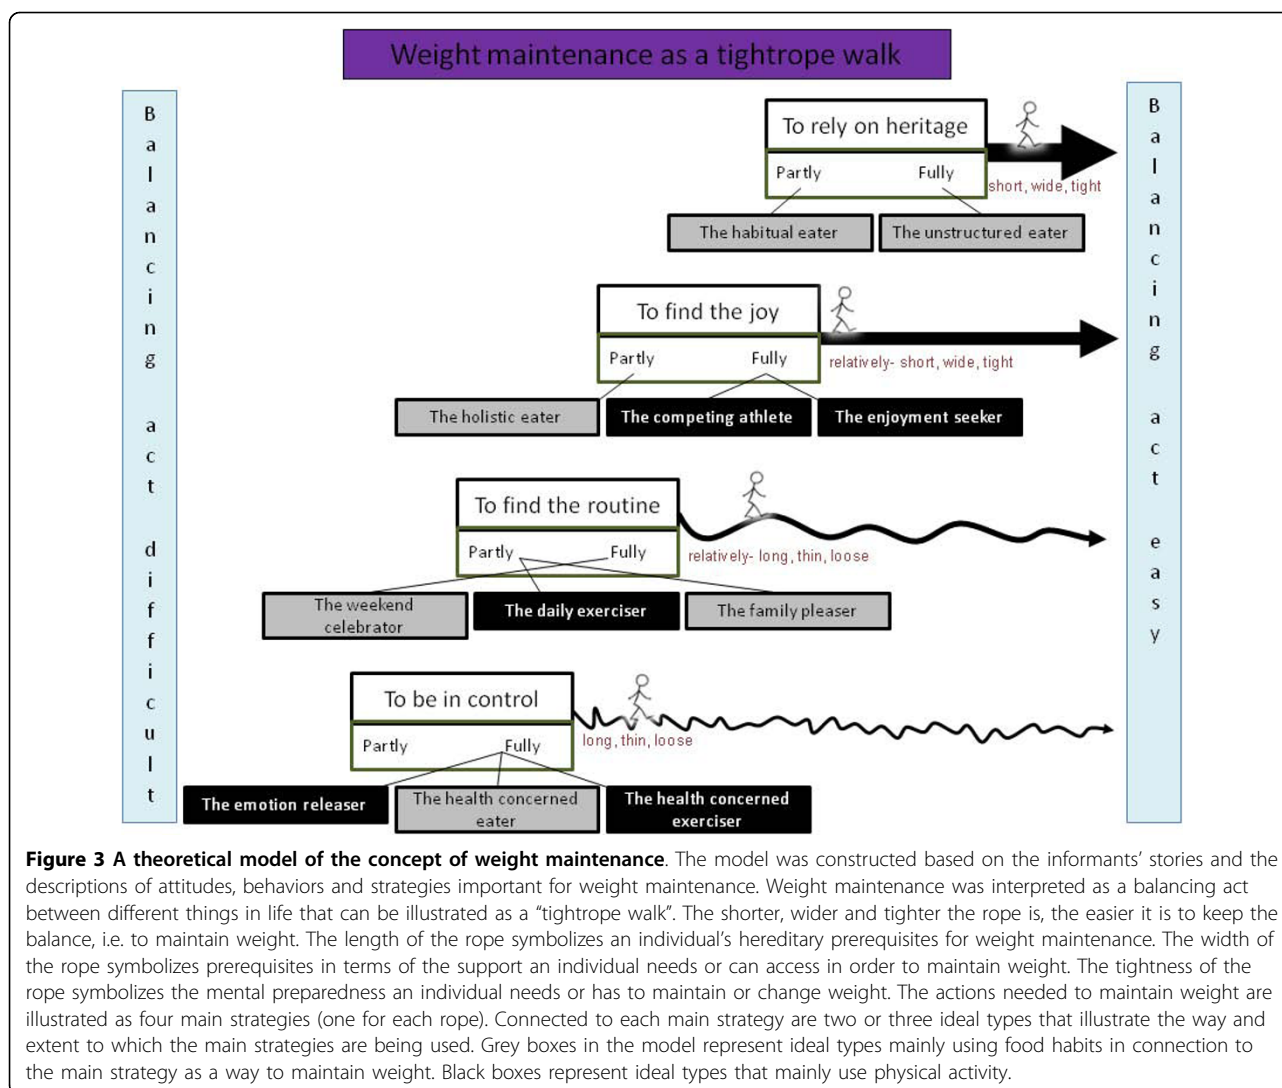 Weight maintenance as a tightrope walk
Balancing act difficult
Balancing act easy
To rely on heritage
Partly Fully
short, wide, tight
The habitual eater
The unstructured eater
To find the joy
Partly Fully
relatively- short, wide, tight
The holistic eater
The competing athlete
The enjoyment seeker
To find the routine
Partly Fully
relatively- long, thin, loose
The weekend
celebrator
The daily exerciser
The family pleaser
To be in control
Partly Fully
long, thin, loose
The emotion releaser
The health concerned
eater
The health concerned
exerciser
Figure 3 A theoretical model of the concept of weight maintenance. The model was constructed based on the informants' stories and the
descriptions of attitudes, behaviors and strategies important for weight maintenance. Weight maintenance was interpreted as a balancing act
between different things in life that can be illustrated as a "tightrope walk". The shorter, wider and tighter the rope is, the easier it is to keep the
balance, i.e. to maintain weight. The length of the rope symbolizes an individual's hereditary prerequisites for weight maintenance. The width of
the rope symbolizes prerequisites in terms of the support an individual needs or can access in order to maintain weight. The tightness of the
rope symbolizes the mental preparedness an individual needs or has to maintain or change weight. The actions needed to maintain weight are
illustrated as four main strategies (one for each rope). Connected to each main strategy are two or three ideal types that illustrate the way and
extent to which the main strategies are being used. Grey boxes in the model represent ideal types mainly using food habits in connection to
the main strategy as a way to maintain weight. Black boxes represent ideal types that mainly use physical activity.